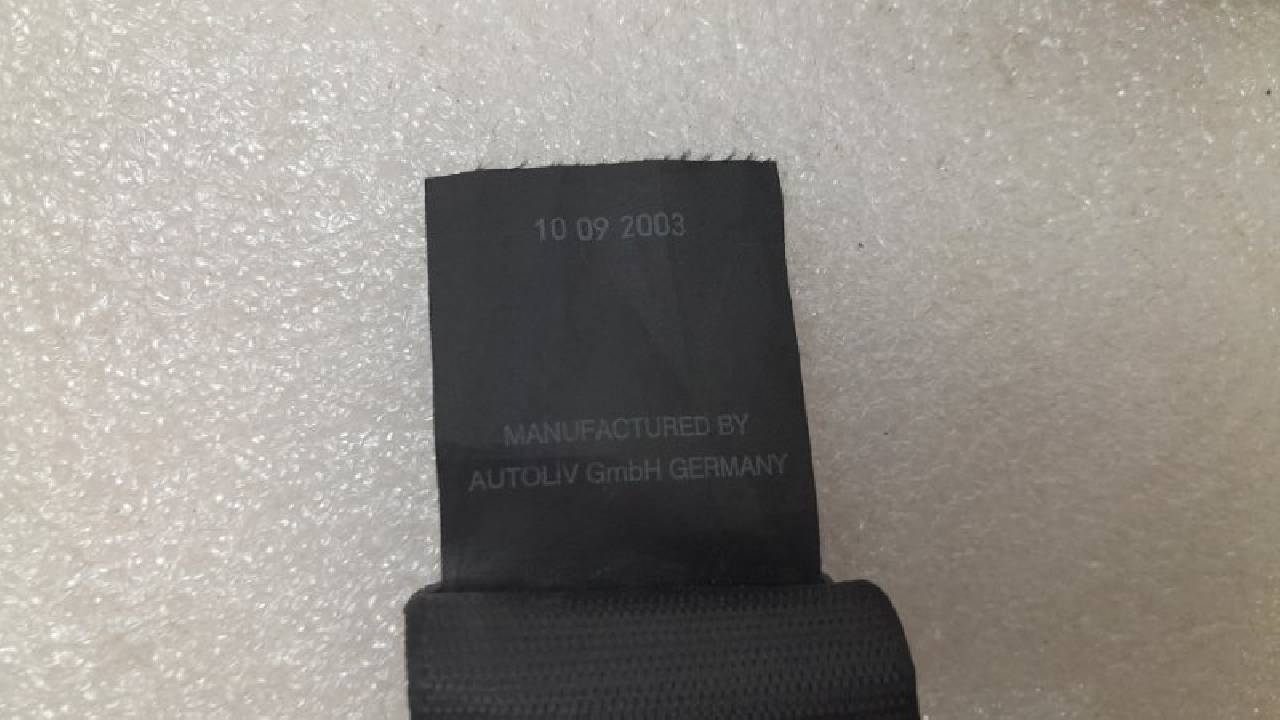 10 09 2003
MANUFACTURED BY
AUTOLIV GmbH GERMANY